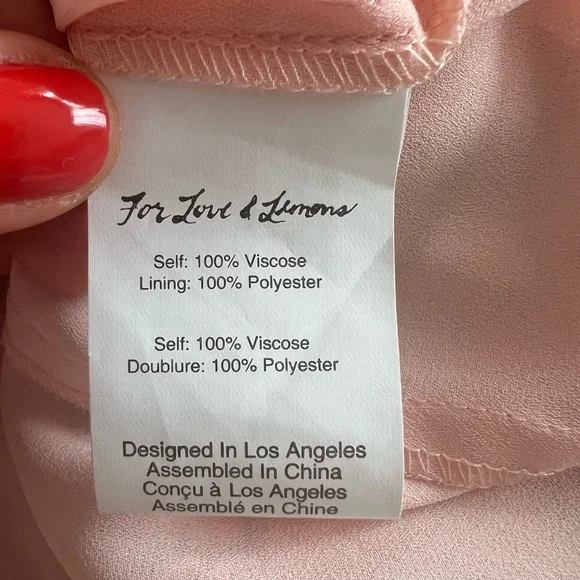 For Love & Lemons
Self: 100% Viscose
Lining: 100% Polyester
Self: 100% Viscose
Doublure: 100% Polyester
Designed In Los Angeles
Assembled In China
Conçu à Los Angeles
Assemblé en Chine